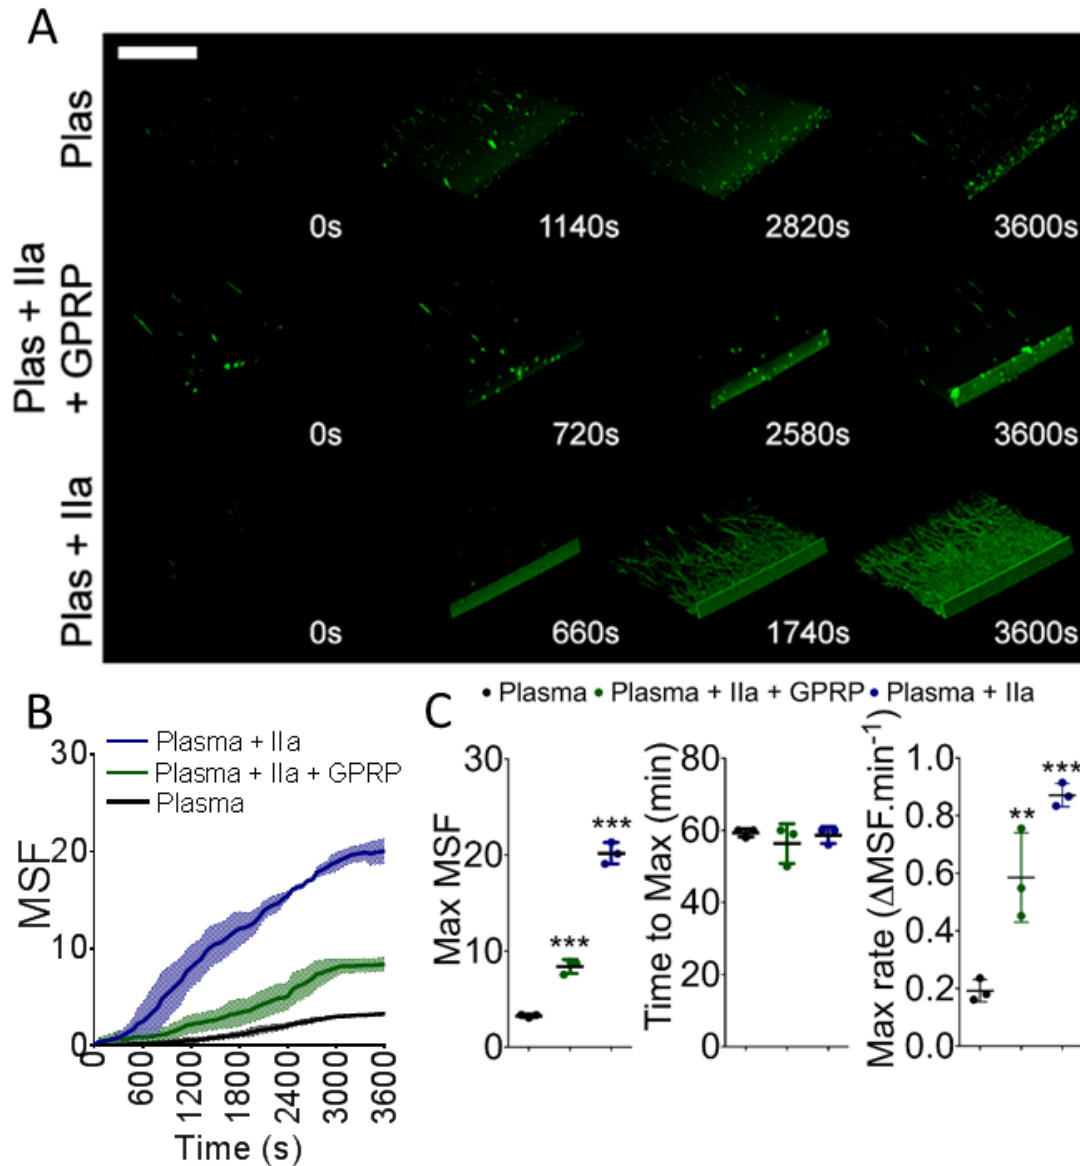 A
Plas
0s 1140s 2820s 3600s
Plas + IIa
+ GPRP
0s 720s 2580s 3600s
Plas + IIa
0s 660s 1740s 3600s
B
Plasma + IIa
Plasma + IIa + GPRP
Plasma
MSF
30
20
10
0
0 600 1200 1800 2400 3000 3600
Time (s)
C
Plasma Plasma + IIa + GPRP Plasma + IIa
Max MSF
30
20
10
0
***
***
Time to Max (min)
80
60
40
20
0
Max rate (ΔMSF.min⁻¹)
1.0
0.8
0.6
0.4
0.2
0.0
**
***